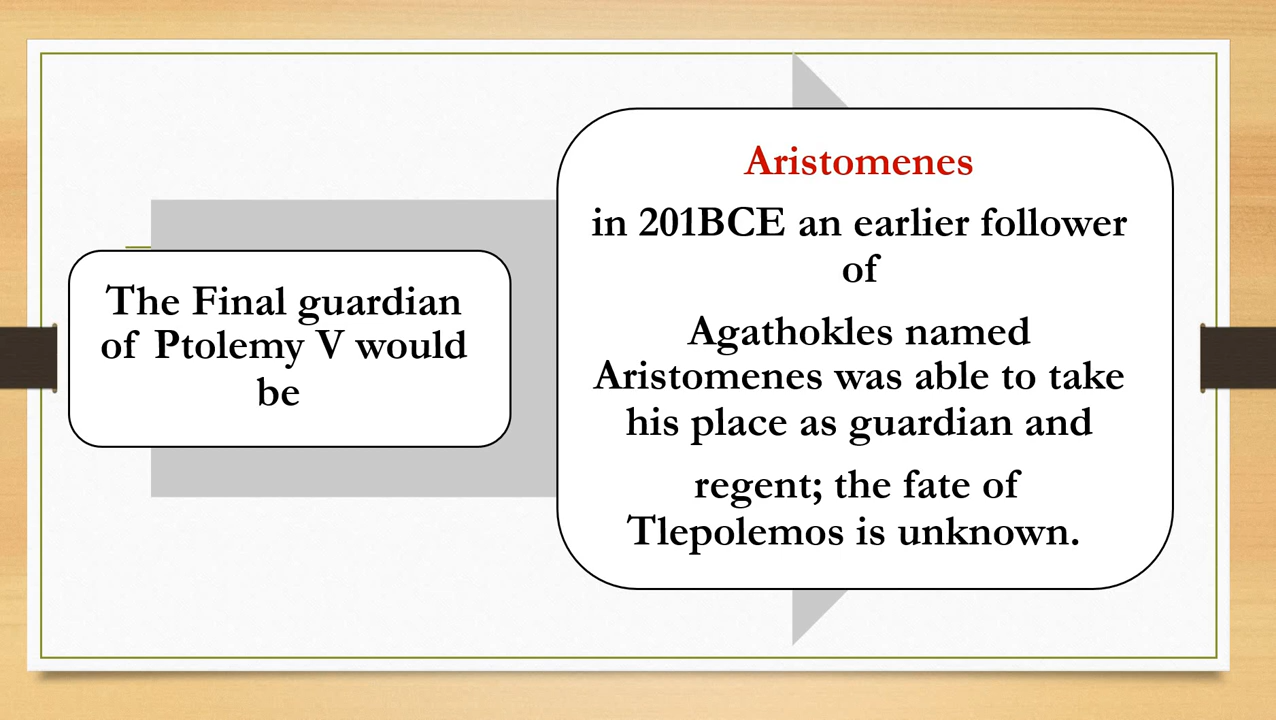 The Final guardian
of Ptolemy V would
be
Aristomenes
in 201BCE an earlier follower
of
Agathokles named
Aristomenes was able to take
his place as guardian and
regent; the fate of
Tlepolemos is unknown.